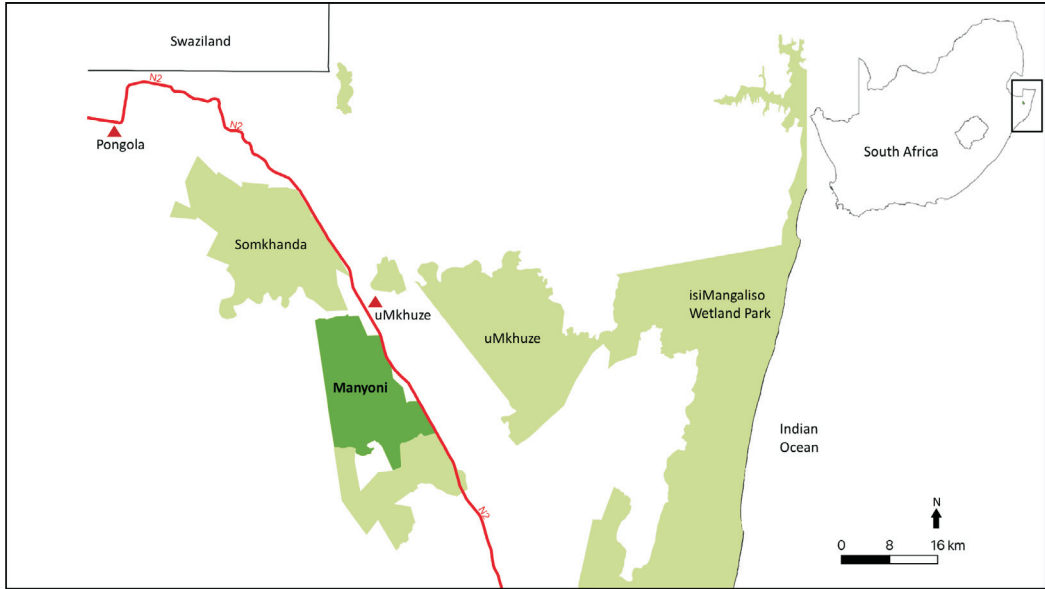 Swaziland
N2
N2
Pongola
South Africa
Somkhanda
isiMangaliso
Wetland Park
uMkhuze
uMkhuze
Manyoni
Indian
Ocean
N2
N
0 8 16 km